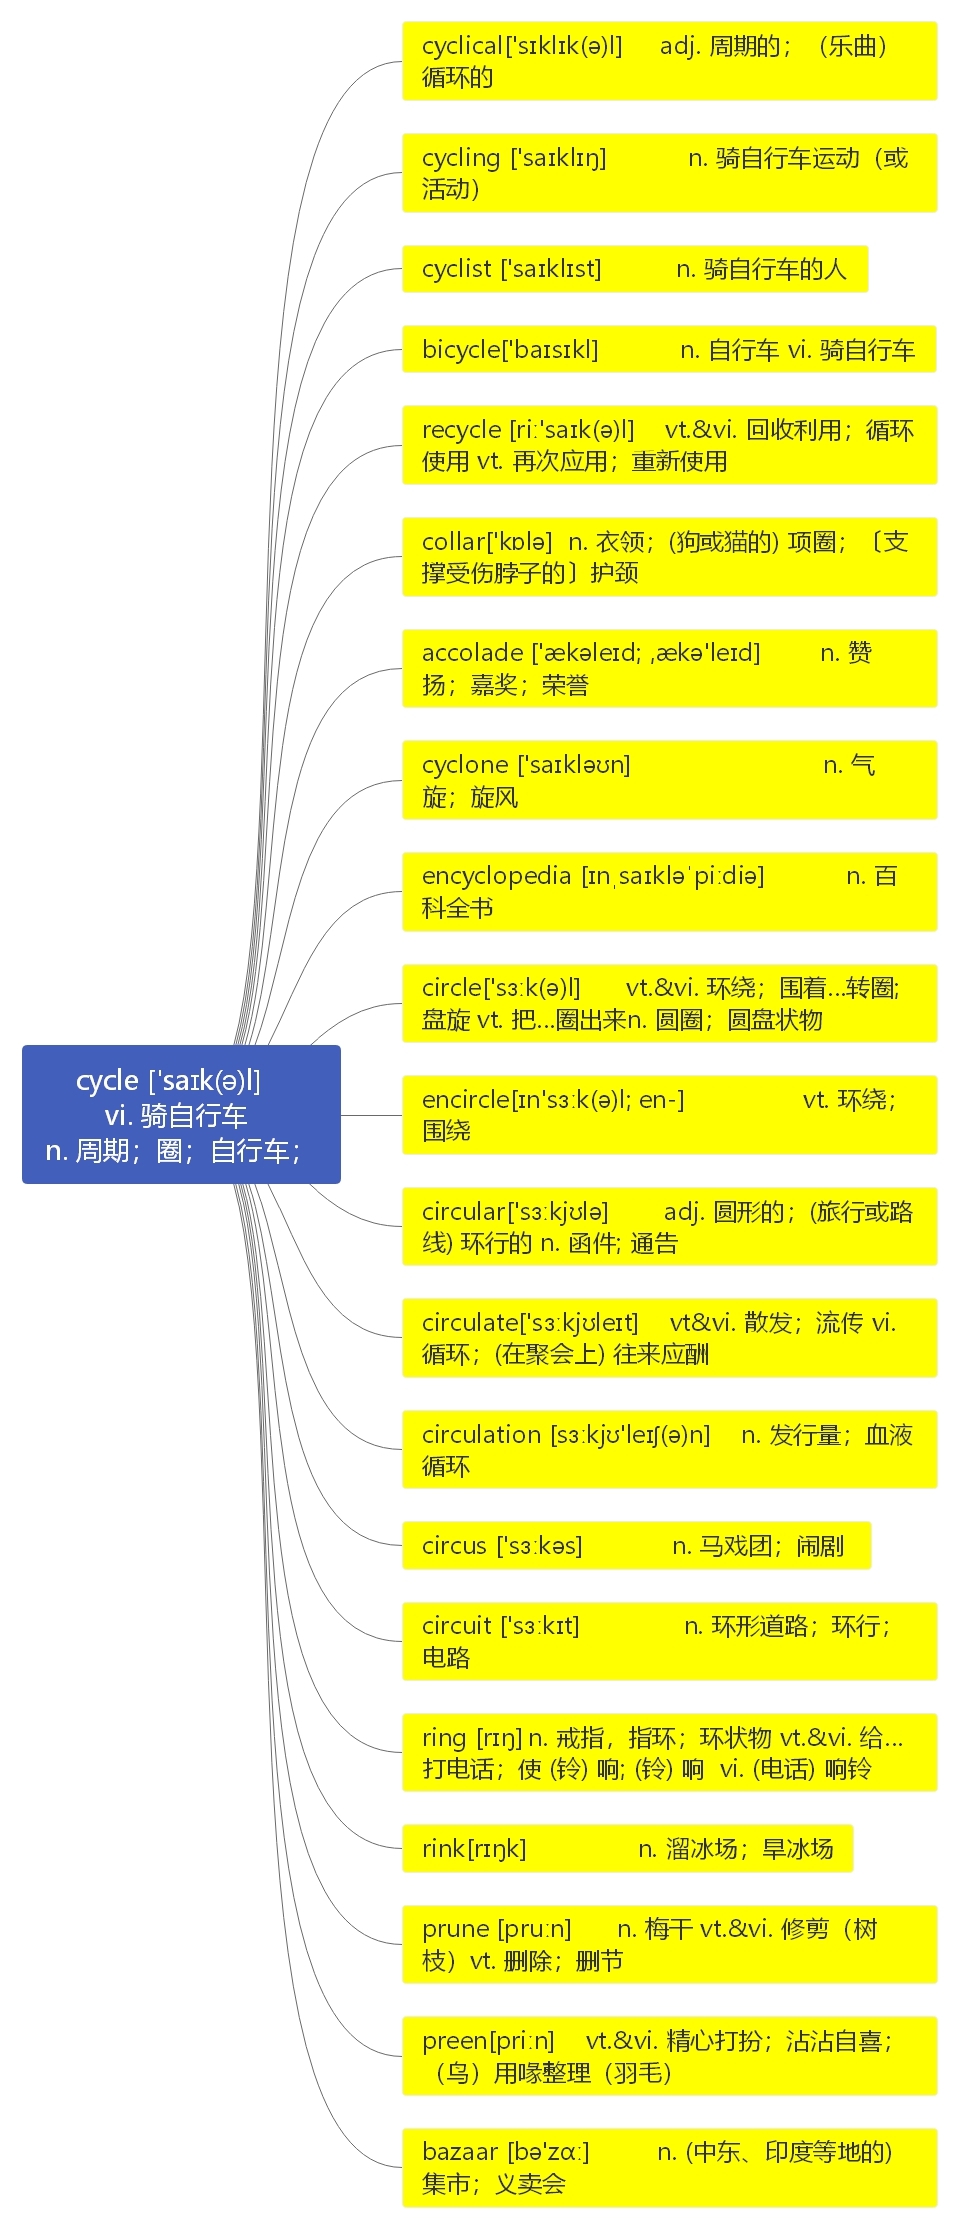 cyclical['sɪklɪk(ə)l] adj. 周期的；（乐曲）
循环的
cycling ['saɪklɪŋ] n. 骑自行车运动（或
活动）
cyclist ['saɪklɪst] n. 骑自行车的人
bicycle['baɪsɪkl] n. 自行车 vi. 骑自行车
recycle [riː'saɪk(ə)l] vt.&vi. 回收利用；循环
使用 vt. 再次应用；重新使用
collar['kɒlə] n. 衣领；(狗或猫的) 项圈；〔支
撑受伤脖子的〕护颈
accolade ['ækəleɪd; ,ækə'leɪd] n. 赞
扬；嘉奖；荣誉
cyclone ['saɪkləʊn] n. 气
旋；旋风
encyclopedia [ɪnˌsaɪkləˈpiːdiə] n. 百
科全书
circle['sɜːk(ə)l] vt.&vi. 环绕；围着...转圈;
盘旋 vt. 把...圈出来n. 圆圈；圆盘状物
cycle ['saɪk(ə)l]
vi. 骑自行车
n. 周期；圈；自行车；
encircle[ɪn'sɜːk(ə)l; en-] vt. 环绕；
围绕
circular['sɜːkjʊlə] adj. 圆形的；(旅行或路
线) 环行的 n. 函件; 通告
circulate['sɜːkjʊleɪt] vt&vi. 散发；流传 vi.
循环；(在聚会上) 往来应酬
circulation [sɜːkjʊ'leɪʃ(ə)n] n. 发行量；血液
循环
circus ['sɜːkəs] n. 马戏团；闹剧
circuit ['sɜːkɪt] n. 环形道路；环行；
电路
ring [rɪŋ] n. 戒指，指环；环状物 vt.&vi. 给...
打电话；使 (铃) 响; (铃) 响 vi. (电话) 响铃
rink[rɪŋk] n. 溜冰场；旱冰场
prune [pruːn] n. 梅干 vt.&vi. 修剪（树
枝）vt. 删除；删节
preen[priːn] vt.&vi. 精心打扮；沾沾自喜；
（鸟）用喙整理（羽毛）
bazaar [bə'zɑː] n. (中东、印度等地的)
集市；义卖会